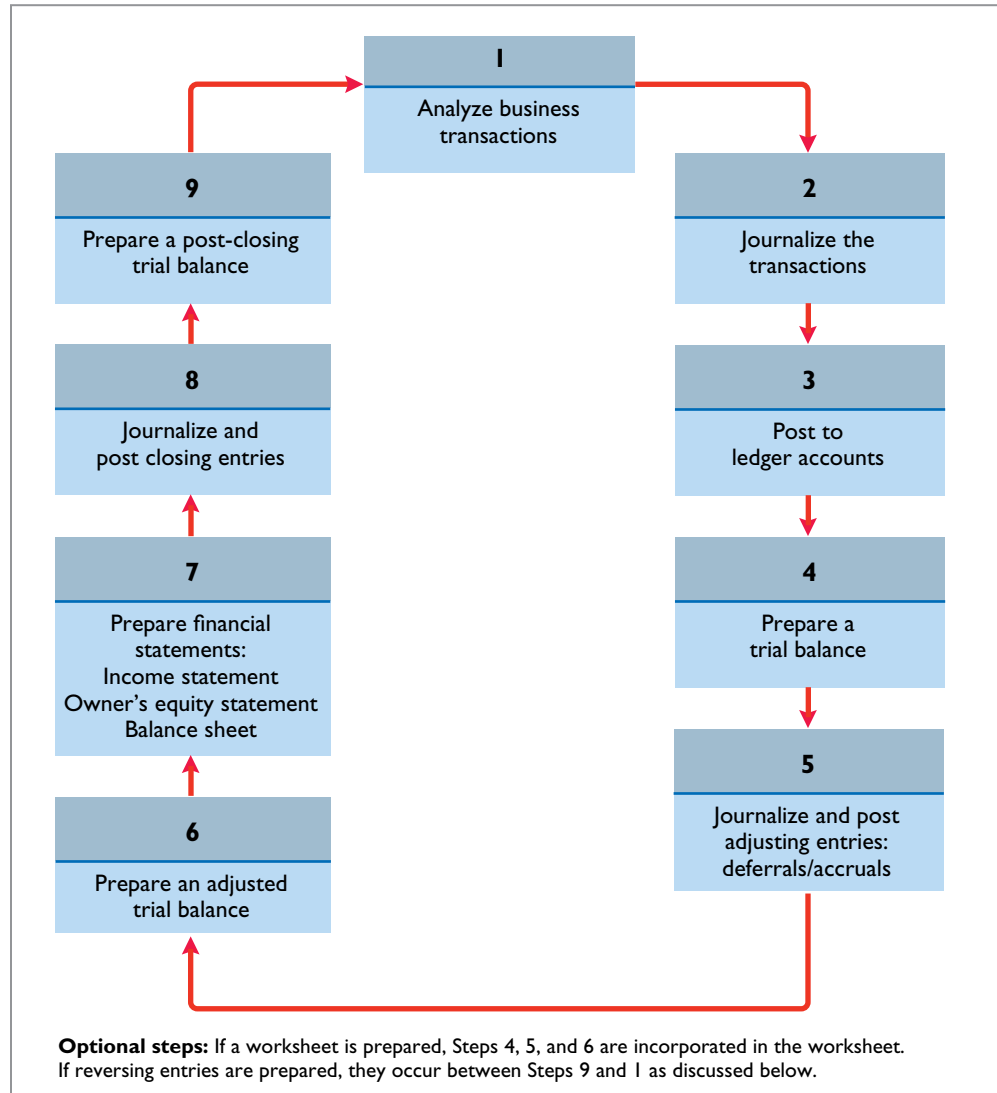 1
Analyze business
transactions
2
Journalize the
transactions
3
Post to
ledger accounts
4
Prepare a
trial balance
5
Journalize and post
adjusting entries:
deferrals/accruals
6
Prepare an adjusted
trial balance
7
Prepare financial
statements:
Income statement
Owner's equity statement
Balance sheet
8
Journalize and
post closing entries
9
Prepare a post-closing
trial balance
Optional steps: If a worksheet is prepared, Steps 4, 5, and 6 are incorporated in the worksheet.
If reversing entries are prepared, they occur between Steps 9 and 1 as discussed below.